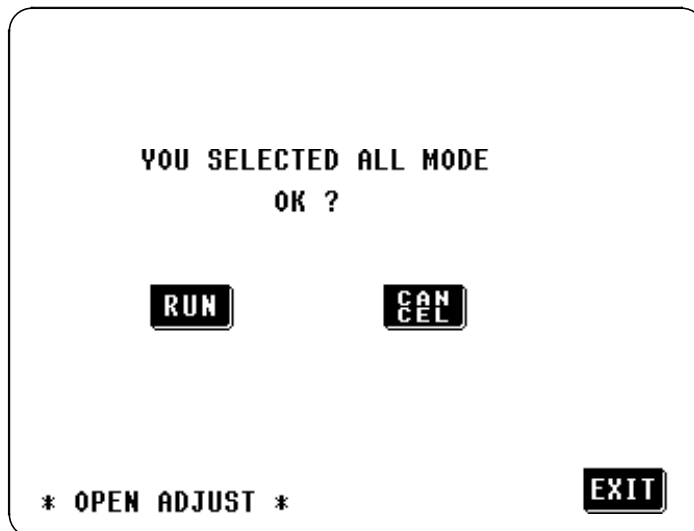 YOU SELECTED ALL MODE
OK ?
RUN
CAN
CEL
EXIT
* OPEN ADJUST *